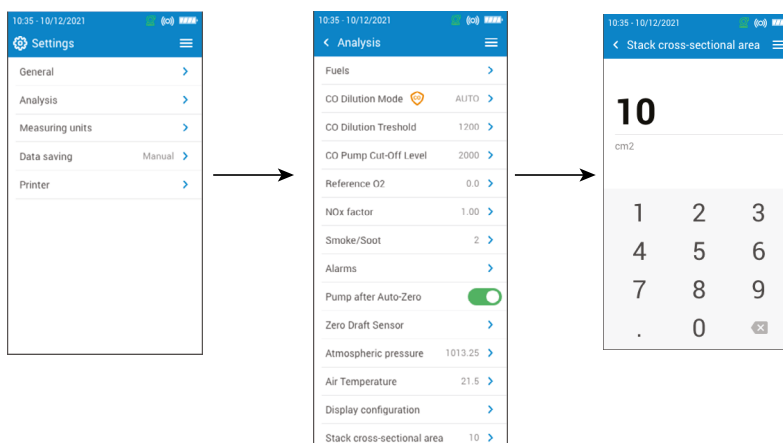 10:35 - 10/12/2021
Settings
General
Analysis
Measuring units
Data saving Manual
Printer
10:35 - 10/12/2021
Analysis
Fuels
CO Dilution Mode CO AUTO
CO Dilution Treshold 1200
CO Pump Cut-Off Level 2000
Reference O2 0.0
NOx factor 1.00
Smoke/Soot 2
Alarms
Pump after Auto-Zero
Zero Draft Sensor
Atmospheric pressure 1013.25
Air Temperature 21.5
Display configuration
Stack cross-sectional area 10
10:35 - 10/12/2021
Stack cross-sectional area
10
cm2
1 2 3
4 5 6
7 8 9
. 0